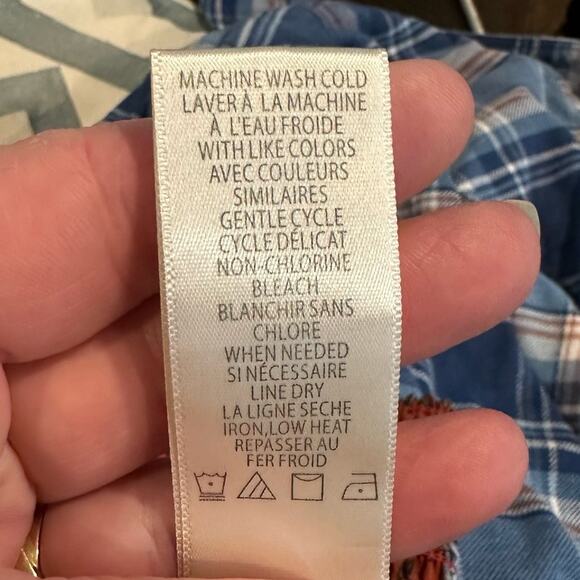 MACHINE WASH COLD
LAVER À LA MACHINE
À L'EAU FROIDE
WITH LIKE COLORS
AVEC COULEURS
SIMILAIRES
GENTLE CYCLE
CYCLE DÉLICAT
NON-CHLORINE
BLEACH
BLANCHIR SANS
CHLORE
WHEN NEEDED
SI NÉCESSAIRE
LINE DRY
LA LIGNE SECHE
IRON,LOW HEAT
REPASSER AU
FER FROID